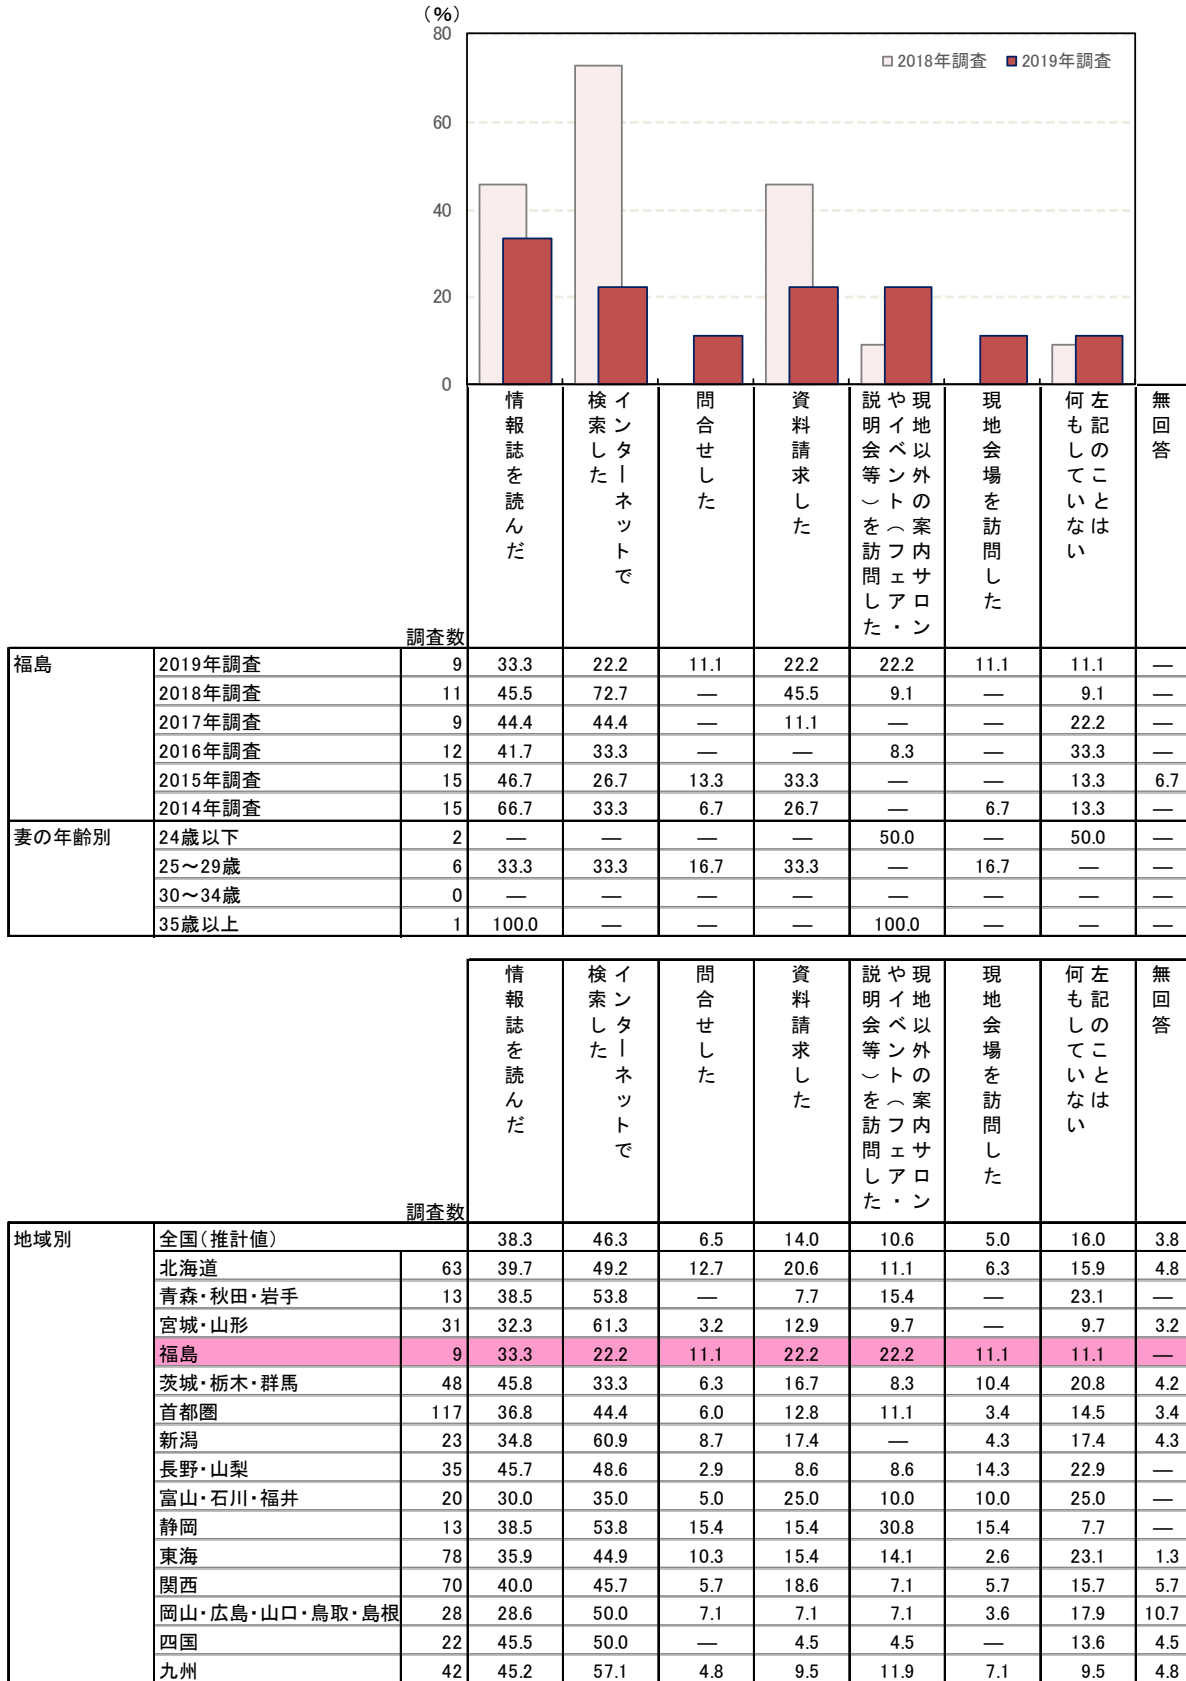 (%)
80
60
40
20
0
2018年調査 2019年調査
情報誌を読んだ
インターネットで
検索した
問合せした
資料請求した
現地以外の案内サロン
やイベント(フェア・
説明会等)を訪問した
現地会場を訪問した
左記のことは
何もしていない
無回答
調査数
福島 2019年調査 9 33.3 22.2 11.1 22.2 22.2 11.1 11.1 —
2018年調査 11 45.5 72.7 — 45.5 9.1 — 9.1 —
2017年調査 9 44.4 44.4 — 11.1 — — 22.2 —
2016年調査 12 41.7 33.3 — — 8.3 — 33.3 —
2015年調査 15 46.7 26.7 13.3 33.3 — — 13.3 6.7
2014年調査 15 66.7 33.3 6.7 26.7 — 6.7 13.3 —
妻の年齢別 24歳以下 2 — — — — 50.0 — 50.0 —
25〜29歳 6 33.3 33.3 16.7 33.3 — 16.7 — —
30〜34歳 0 — — — — — — — —
35歳以上 1 100.0 — — — 100.0 — — —
情報誌を読んだ
インターネットで
検索した
問合せした
資料請求した
現地以外の案内サロン
やイベント(フェア・
説明会等)を訪問した
現地会場を訪問した
左記のことは
何もしていない
無回答
調査数
地域別 全国(推計値) 38.3 46.3 6.5 14.0 10.6 5.0 16.0 3.8
北海道 63 39.7 49.2 12.7 20.6 11.1 6.3 15.9 4.8
青森・秋田・岩手 13 38.5 53.8 — 7.7 15.4 — 23.1 —
宮城・山形 31 32.3 61.3 3.2 12.9 9.7 — 9.7 3.2
福島 9 33.3 22.2 11.1 22.2 22.2 11.1 11.1 —
茨城・栃木・群馬 48 45.8 33.3 6.3 16.7 8.3 10.4 20.8 4.2
首都圏 117 36.8 44.4 6.0 12.8 11.1 3.4 14.5 3.4
新潟 23 34.8 60.9 8.7 17.4 — 4.3 17.4 4.3
長野・山梨 35 45.7 48.6 2.9 8.6 8.6 14.3 22.9 —
富山・石川・福井 20 30.0 35.0 5.0 25.0 10.0 10.0 25.0 —
静岡 13 38.5 53.8 15.4 15.4 30.8 15.4 7.7 —
東海 78 35.9 44.9 10.3 15.4 14.1 2.6 23.1 1.3
関西 70 40.0 45.7 5.7 18.6 7.1 5.7 15.7 5.7
岡山・広島・山口・鳥取・島根 28 28.6 50.0 7.1 7.1 7.1 3.6 17.9 10.7
四国 22 45.5 50.0 — 4.5 4.5 — 13.6 4.5
九州 42 45.2 57.1 4.8 9.5 11.9 7.1 9.5 4.8